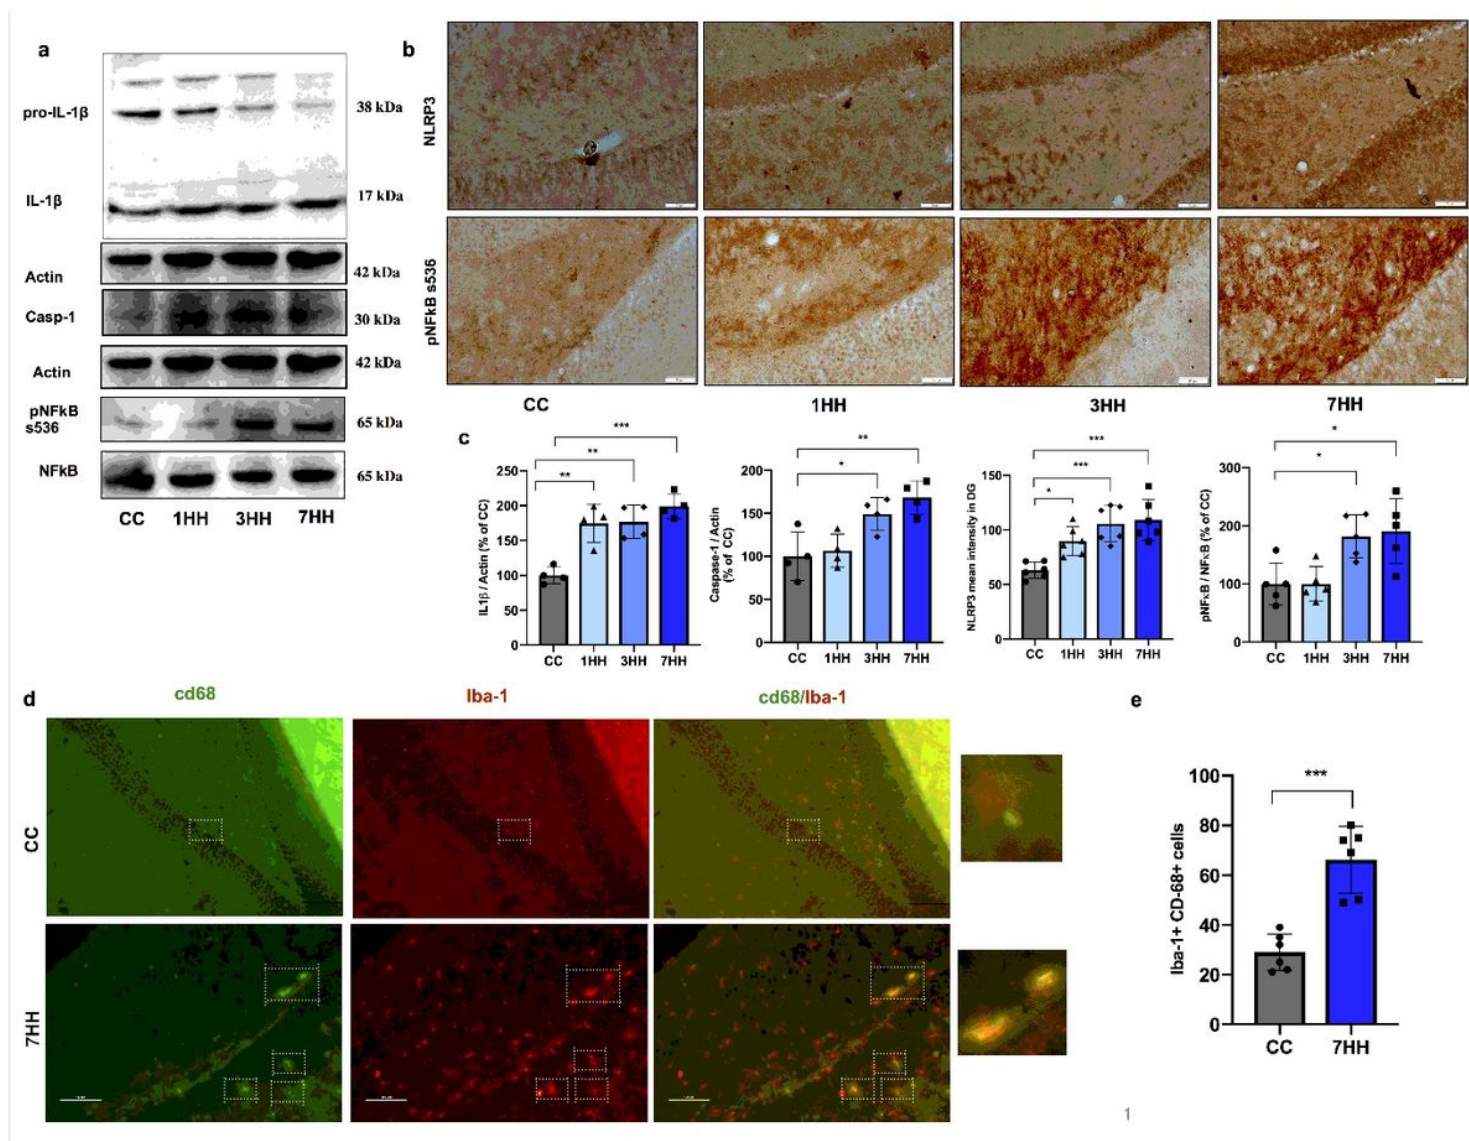 a
pro-IL-1β
38 kDa
IL-1β
17 kDa
Actin
42 kDa
Casp-1
30 kDa
Actin
42 kDa
pNFkB
s536
65 kDa
NFkB
65 kDa
CC 1HH 3HH 7HH
b
NLRP3
pNFkB s536
CC 1HH 3HH 7HH
c
IL1β / Actin (% of CC)
250
200
150
100
50
0
** ** ***
CC 1HH 3HH 7HH
Caspase-1 / Actin
(% of CC)
200
150
100
50
0
* **
CC 1HH 3HH 7HH
NLRP3 mean intensity in DG
150
100
50
0
* *** ***
CC 1HH 3HH 7HH
pNFκB / NFκB (% of CC)
300
200
100
0
* *
CC 1HH 3HH 7HH
d
cd68 Iba-1 cd68/Iba-1
CC
7HH
e
Iba-1+ CD-68+ cells
100
80
60
40
20
0
***
CC 7HH
1